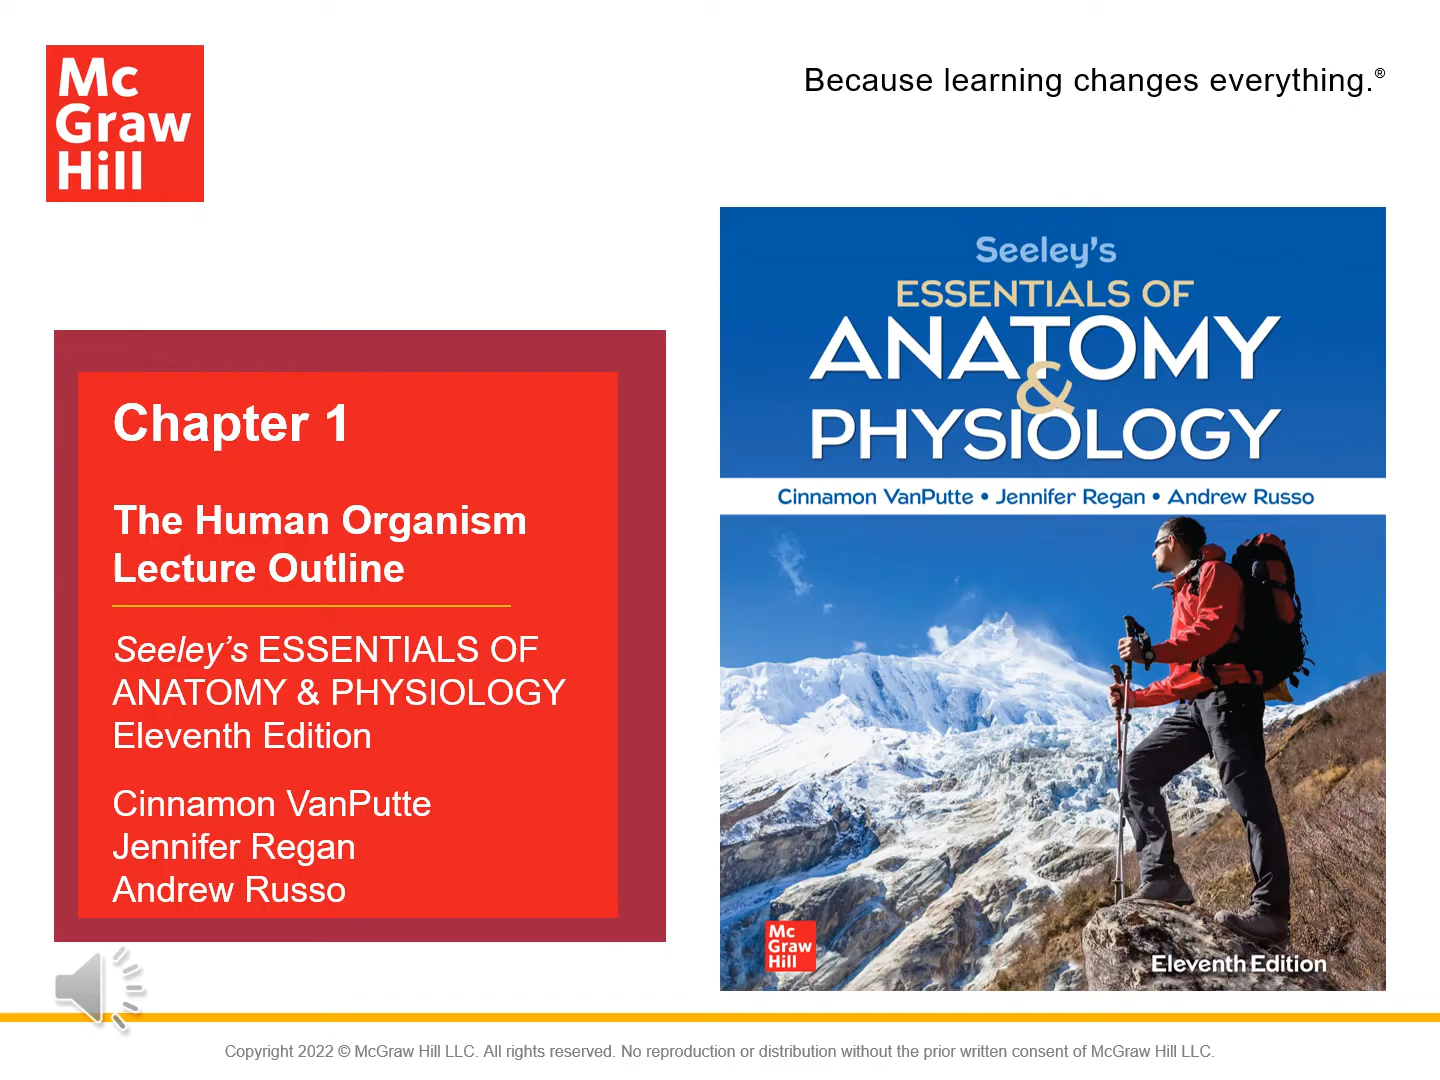 Mc
Graw
Hill
Because learning changes everything.®
Chapter 1
The Human Organism
Lecture Outline
Seeley’s ESSENTIALS OF
ANATOMY & PHYSIOLOGY
Eleventh Edition
Cinnamon VanPutte
Jennifer Regan
Andrew Russo
Seeley’s
ESSENTIALS OF
ANATOMY
&
PHYSIOLOGY
Cinnamon VanPutte • Jennifer Regan • Andrew Russo
Mc
Graw
Hill
Eleventh Edition
Copyright 2022 © McGraw Hill LLC. All rights reserved. No reproduction or distribution without the prior written consent of McGraw Hill LLC.